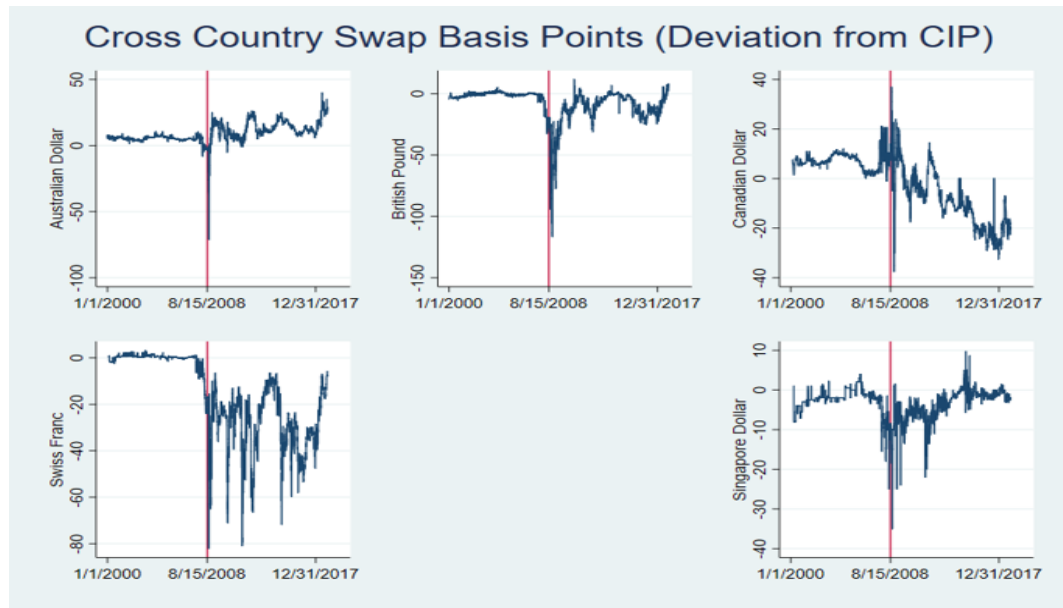 Cross Country Swap Basis Points (Deviation from CIP)
Australian Dollar
50
0
-50
-100
1/1/2000 8/15/2008 12/31/2017
British Pound
0
-50
-100
-150
1/1/2000 8/15/2008 12/31/2017
Canadian Dollar
40
20
0
-20
-40
1/1/2000 8/15/2008 12/31/2017
Swiss Franc
0
-20
-40
-60
-80
1/1/2000 8/15/2008 12/31/2017
Singapore Dollar
10
0
-10
-20
-30
-40
1/1/2000 8/15/2008 12/31/2017